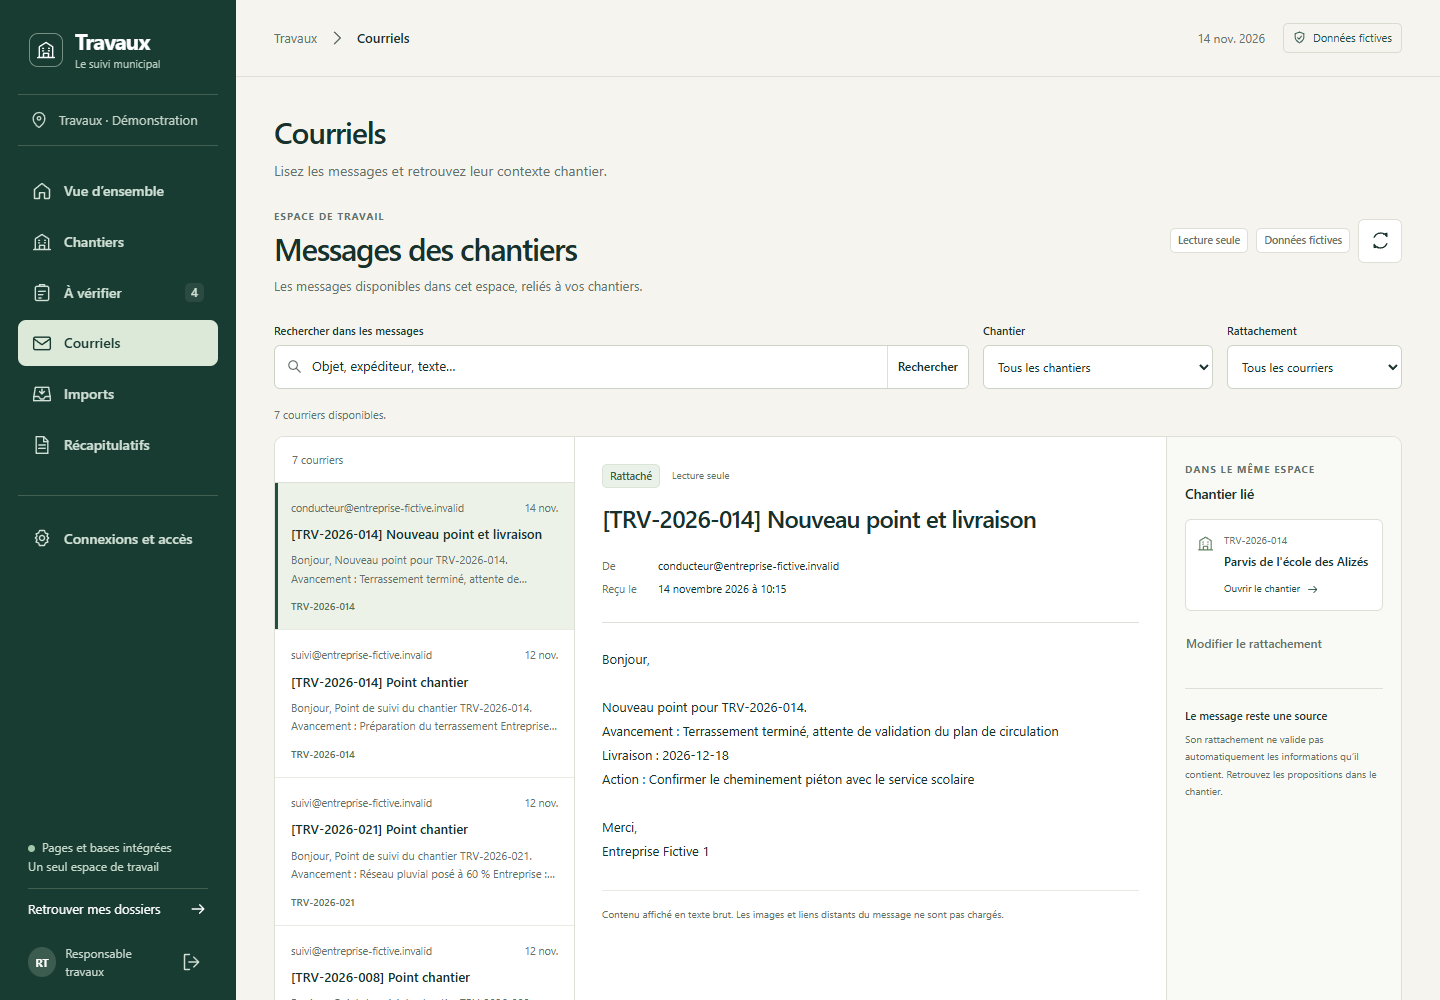 Travaux
Le suivi municipal
Travaux · Démonstration
Vue d’ensemble
Chantiers
À vérifier
4
Courriels
Imports
Récapitulatifs
Connexions et accès
Pages et bases intégrées
Un seul espace de travail
Retrouver mes dossiers
RT
Responsable
travaux
Travaux
Courriels
14 nov. 2026
Données fictives
Courriels
Lisez les messages et retrouvez leur contexte chantier.
ESPACE DE TRAVAIL
Messages des chantiers
Les messages disponibles dans cet espace, reliés à vos chantiers.
Lecture seule
Données fictives
Rechercher dans les messages
Objet, expéditeur, texte...
Rechercher
Chantier
Tous les chantiers
Rattachement
Tous les courriers
7 courriers disponibles.
7 courriers
conducteur@entreprise-fictive.invalid
14 nov.
[TRV-2026-014] Nouveau point et livraison
Bonjour, Nouveau point pour TRV-2026-014.
Avancement : Terrassement terminé, attente de...
TRV-2026-014
suivi@entreprise-fictive.invalid
12 nov.
[TRV-2026-014] Point chantier
Bonjour, Point de suivi du chantier TRV-2026-014.
Avancement : Préparation du terrassement Entreprise...
TRV-2026-014
suivi@entreprise-fictive.invalid
12 nov.
[TRV-2026-021] Point chantier
Bonjour, Point de suivi du chantier TRV-2026-021.
Avancement : Réseau pluvial posé à 60 % Entreprise :...
TRV-2026-021
suivi@entreprise-fictive.invalid
12 nov.
[TRV-2026-008] Point chantier
Rattaché
Lecture seule
[TRV-2026-014] Nouveau point et livraison
De
conducteur@entreprise-fictive.invalid
Reçu le
14 novembre 2026 à 10:15
Bonjour,
Nouveau point pour TRV-2026-014.
Avancement : Terrassement terminé, attente de validation du plan de circulation
Livraison : 2026-12-18
Action : Confirmer le cheminement piéton avec le service scolaire
Merci,
Entreprise Fictive 1
Contenu affiché en texte brut. Les images et liens distants du message ne sont pas chargés.
DANS LE MÊME ESPACE
Chantier lié
TRV-2026-014
Parvis de l'école des Alizés
Ouvrir le chantier
Modifier le rattachement
Le message reste une source
Son rattachement ne valide pas
automatiquement les informations qu’il
contient. Retrouvez les propositions dans le
chantier.